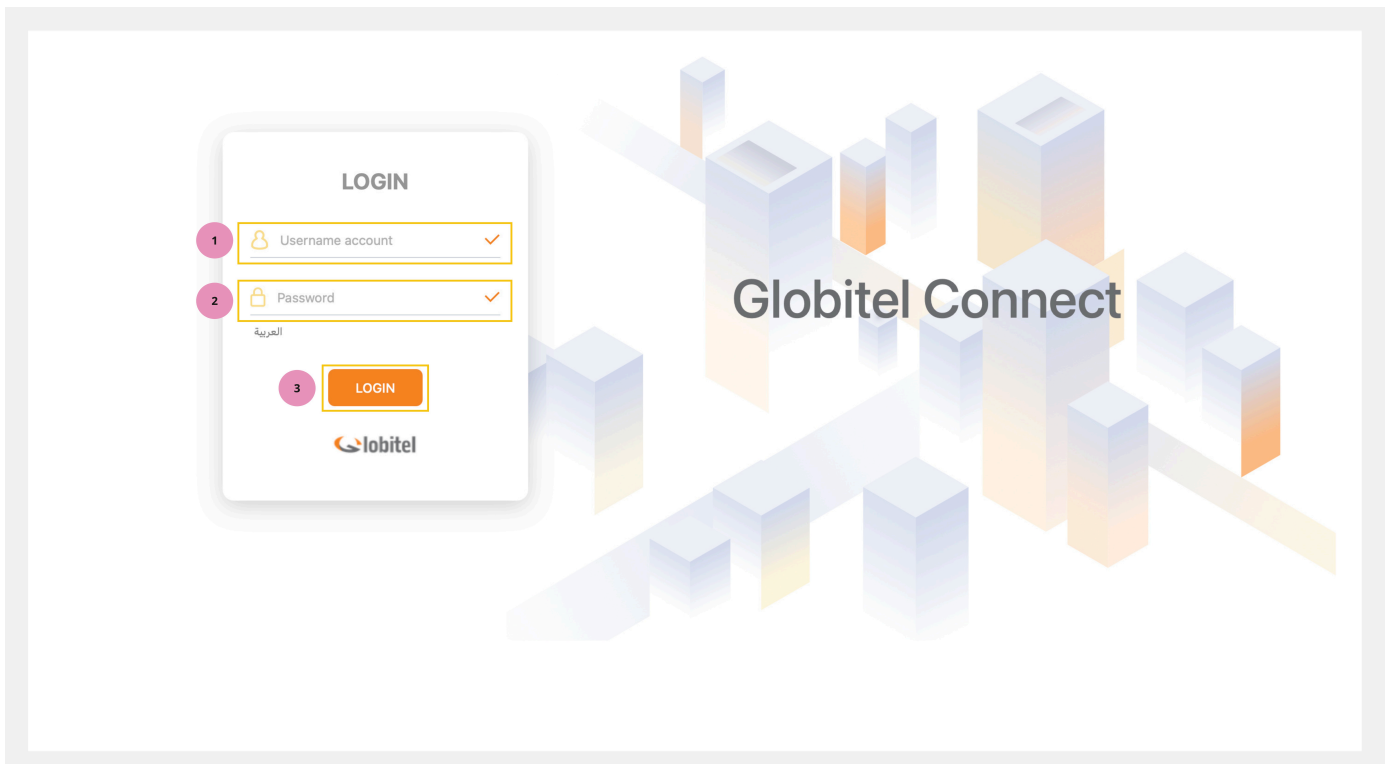 LOGIN
1
Username account
2
Password
العربية
3
LOGIN
Globitel
Globitel Connect